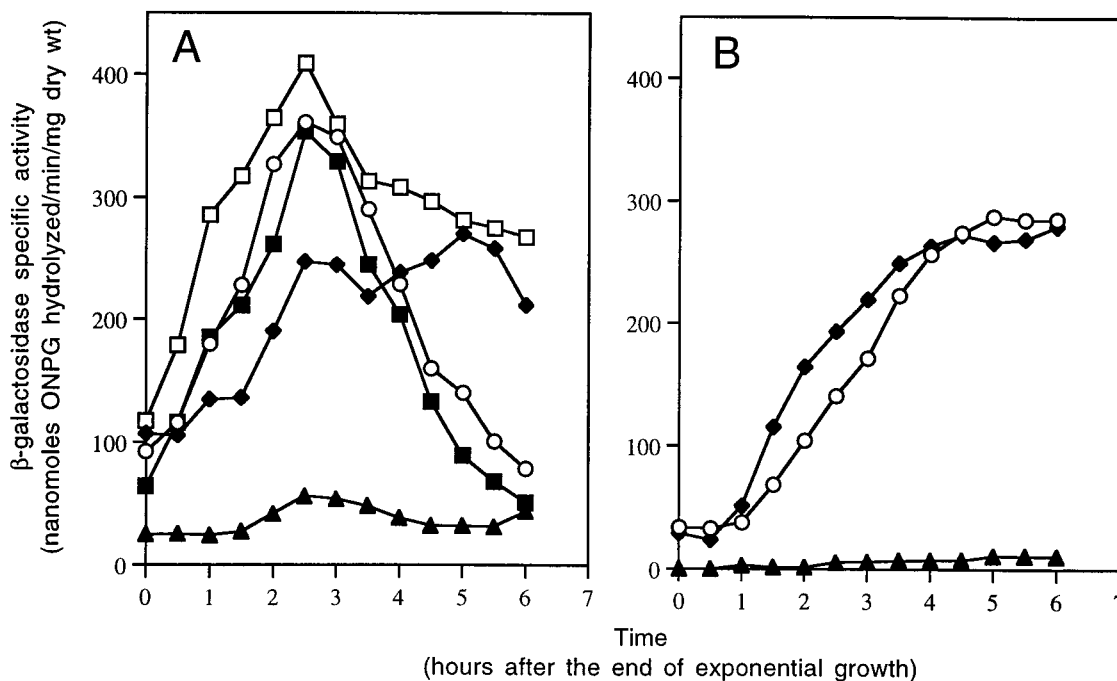 A
B
β-galactosidase specific activity
(nanomoles ONPG hydrolyzed/min/mg dry wt)
400
300
200
100
0
0 1 2 3 4 5 6 7
400
300
200
100
0
0 1 2 3 4 5 6 7
Time
(hours after the end of exponential growth)